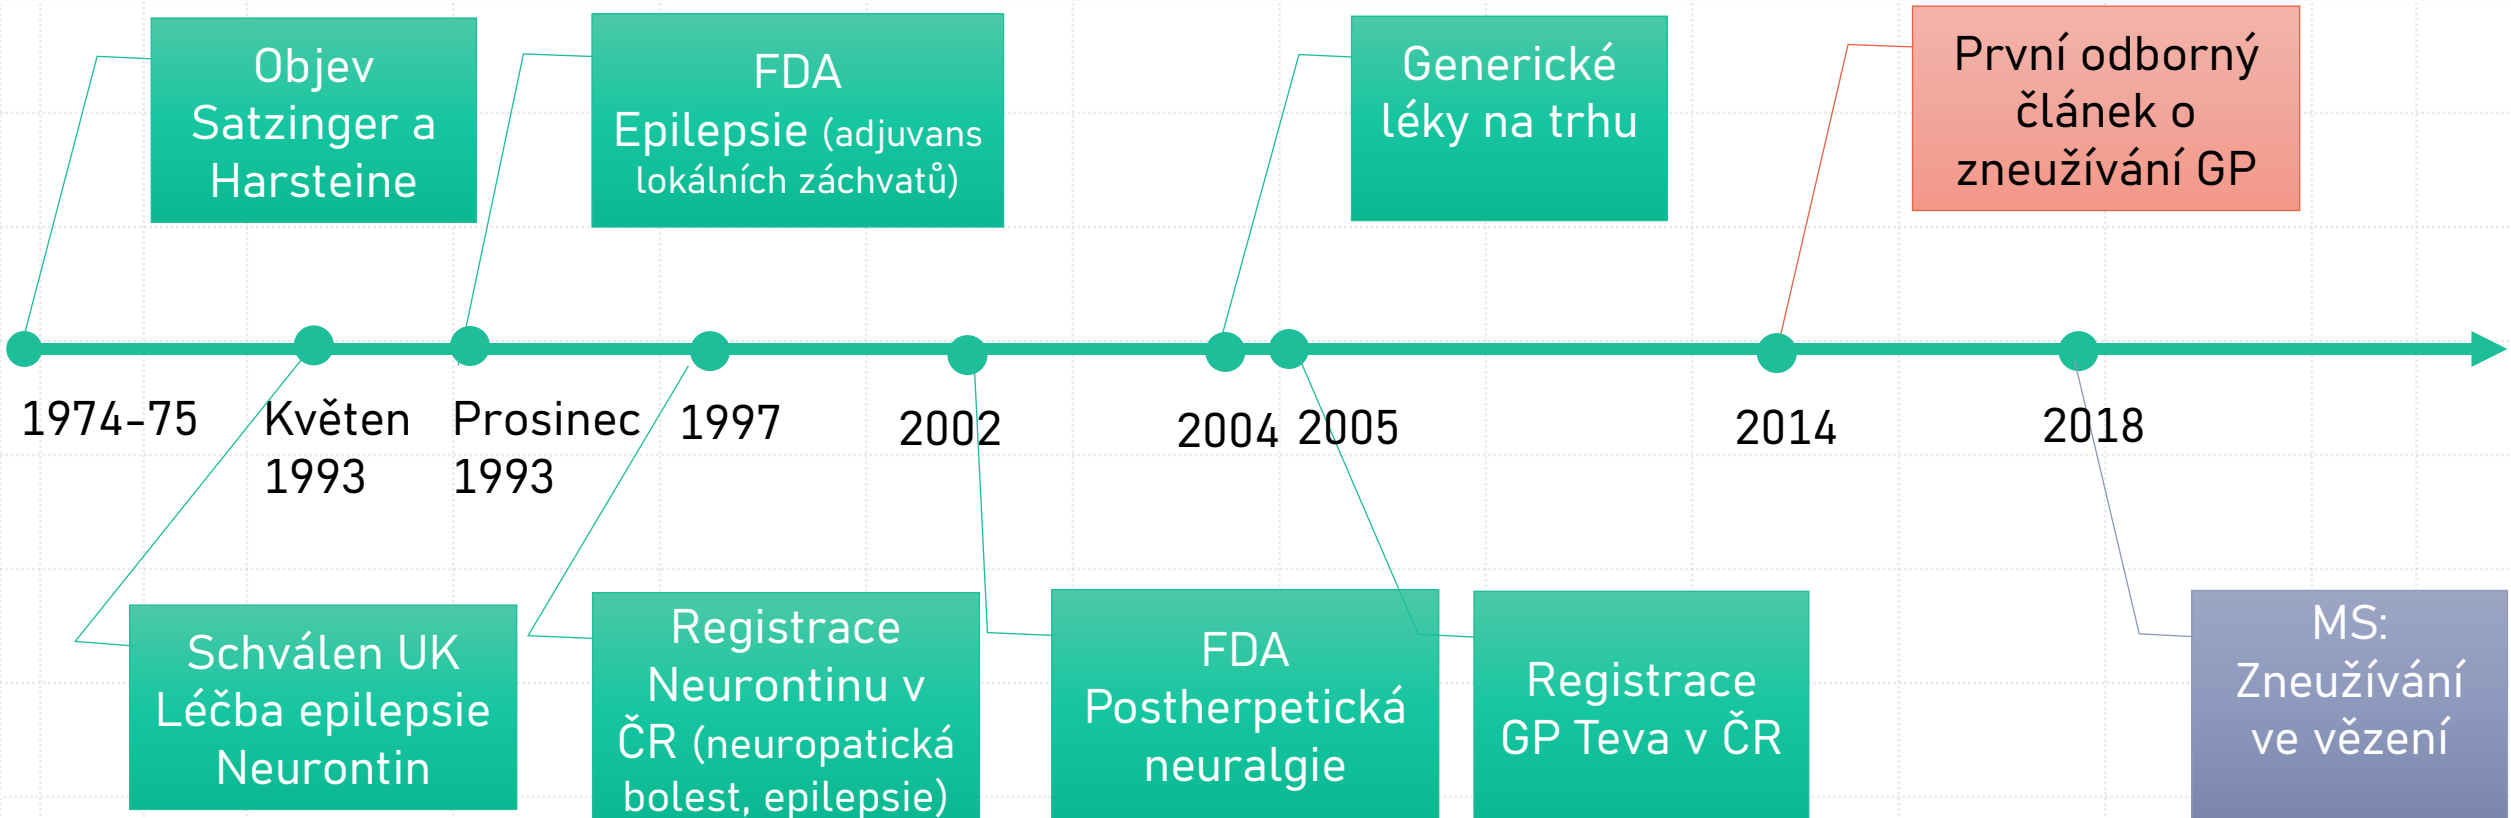 Objev
Satzinger a
Harsteine
FDA
Epilepsie (adjuvans
lokálních záchvatů)
Generické
léky na trhu
První odborný
článek o
zneužívání GP
1974-75
Květen
1993
Prosinec
1993
1997
2002
2004
2005
2014
2018
Schválen UK
Léčba epilepsie
Neurontin
Registrace
Neurontinu v
ČR (neuropatická
bolest, epilepsie)
FDA
Postherpetická
neuralgie
Registrace
GP Teva v ČR
MS:
Zneužívání
ve vězení